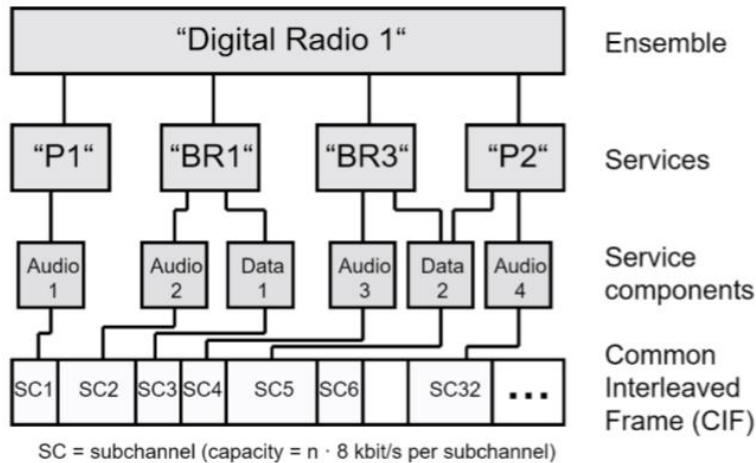 “Digital Radio 1“ Ensemble
“P1“ “BR1“ “BR3“ “P2“ Services
Audio 1 Audio 2 Data 1 Audio 3 Data 2 Audio 4 Service components
SC1 SC2 SC3 SC4 SC5 SC6 SC32 ... Common Interleaved Frame (CIF)
SC = subchannel (capacity = n · 8 kbit/s per subchannel)